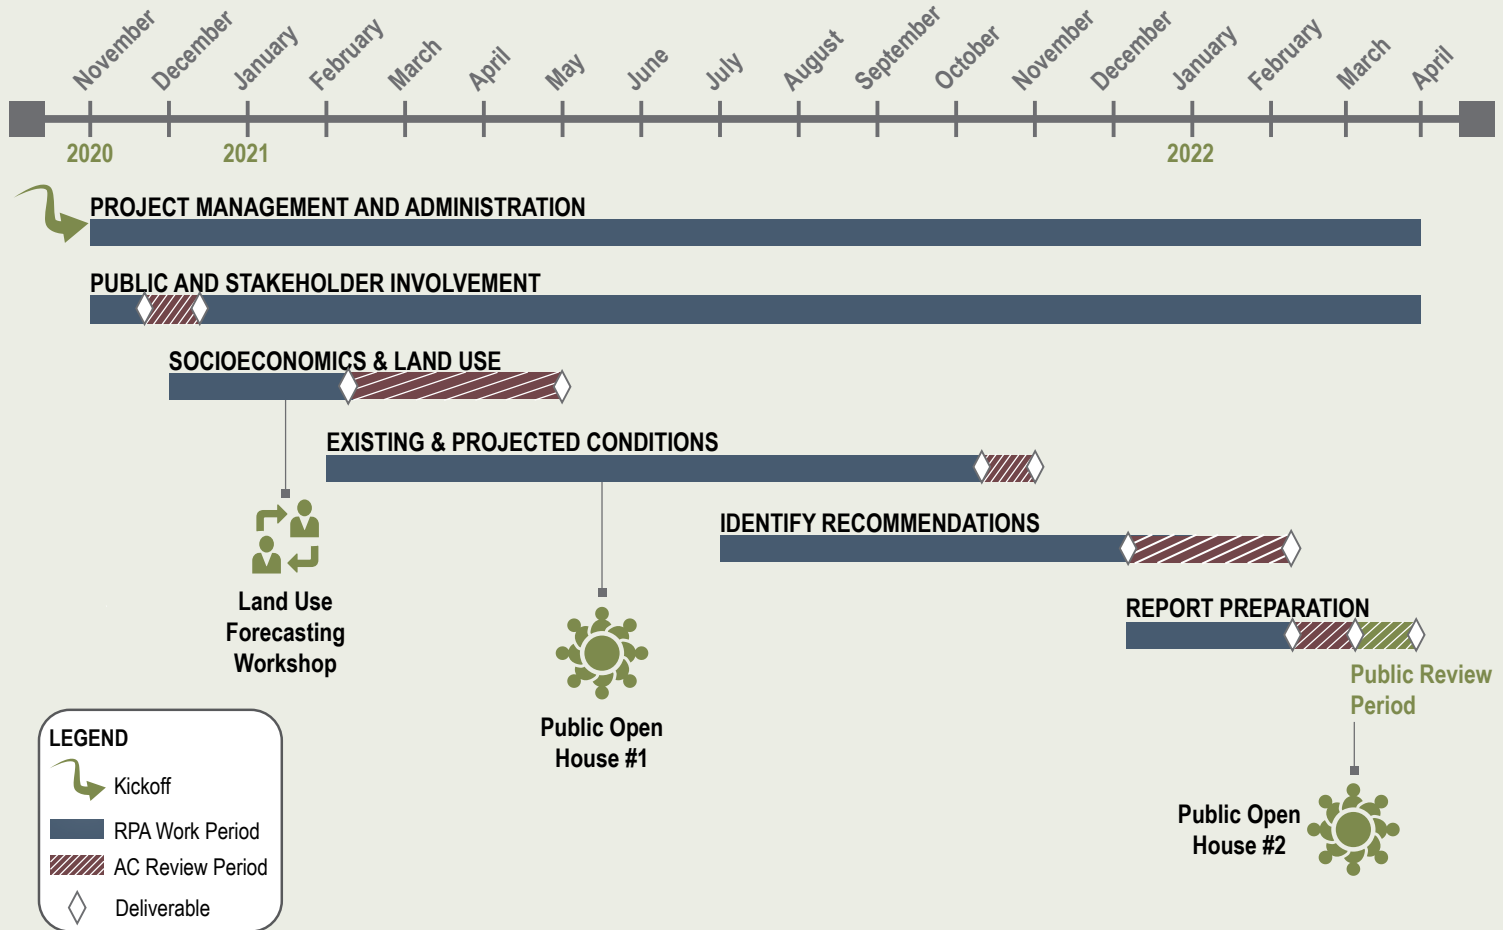 November
December
January
February
March
April
May
June
July
August
September
October
November
December
January
February
March
April
2020
2021
2022
PROJECT MANAGEMENT AND ADMINISTRATION
PUBLIC AND STAKEHOLDER INVOLVEMENT
SOCIOECONOMICS & LAND USE
EXISTING & PROJECTED CONDITIONS
IDENTIFY RECOMMENDATIONS
Land Use
Forecasting
Workshop
REPORT PREPARATION
Public Review
Period
Public Open
House #1
Public Open
House #2
LEGEND
Kickoff
RPA Work Period
AC Review Period
Deliverable